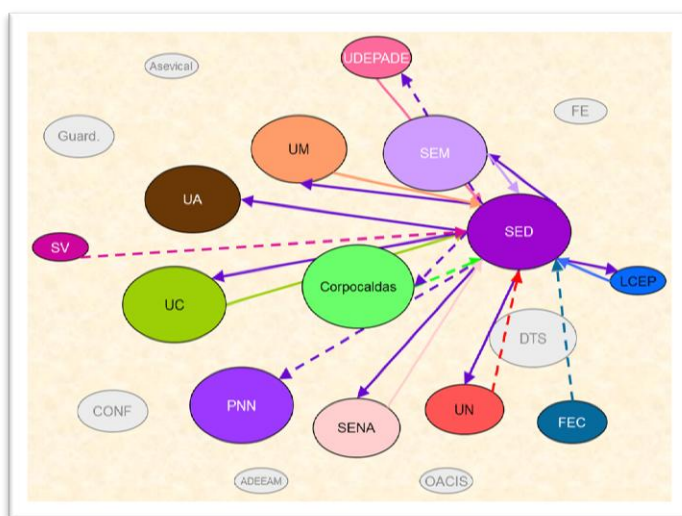 UDEPADE
Asevical
FE
Guard.
UM
SEM
UA
SED
SV
Corpocaldas
LCEP
UC
DTS
PNN
CONF
UN
SENA
FEC
ADEEAM
OACIS